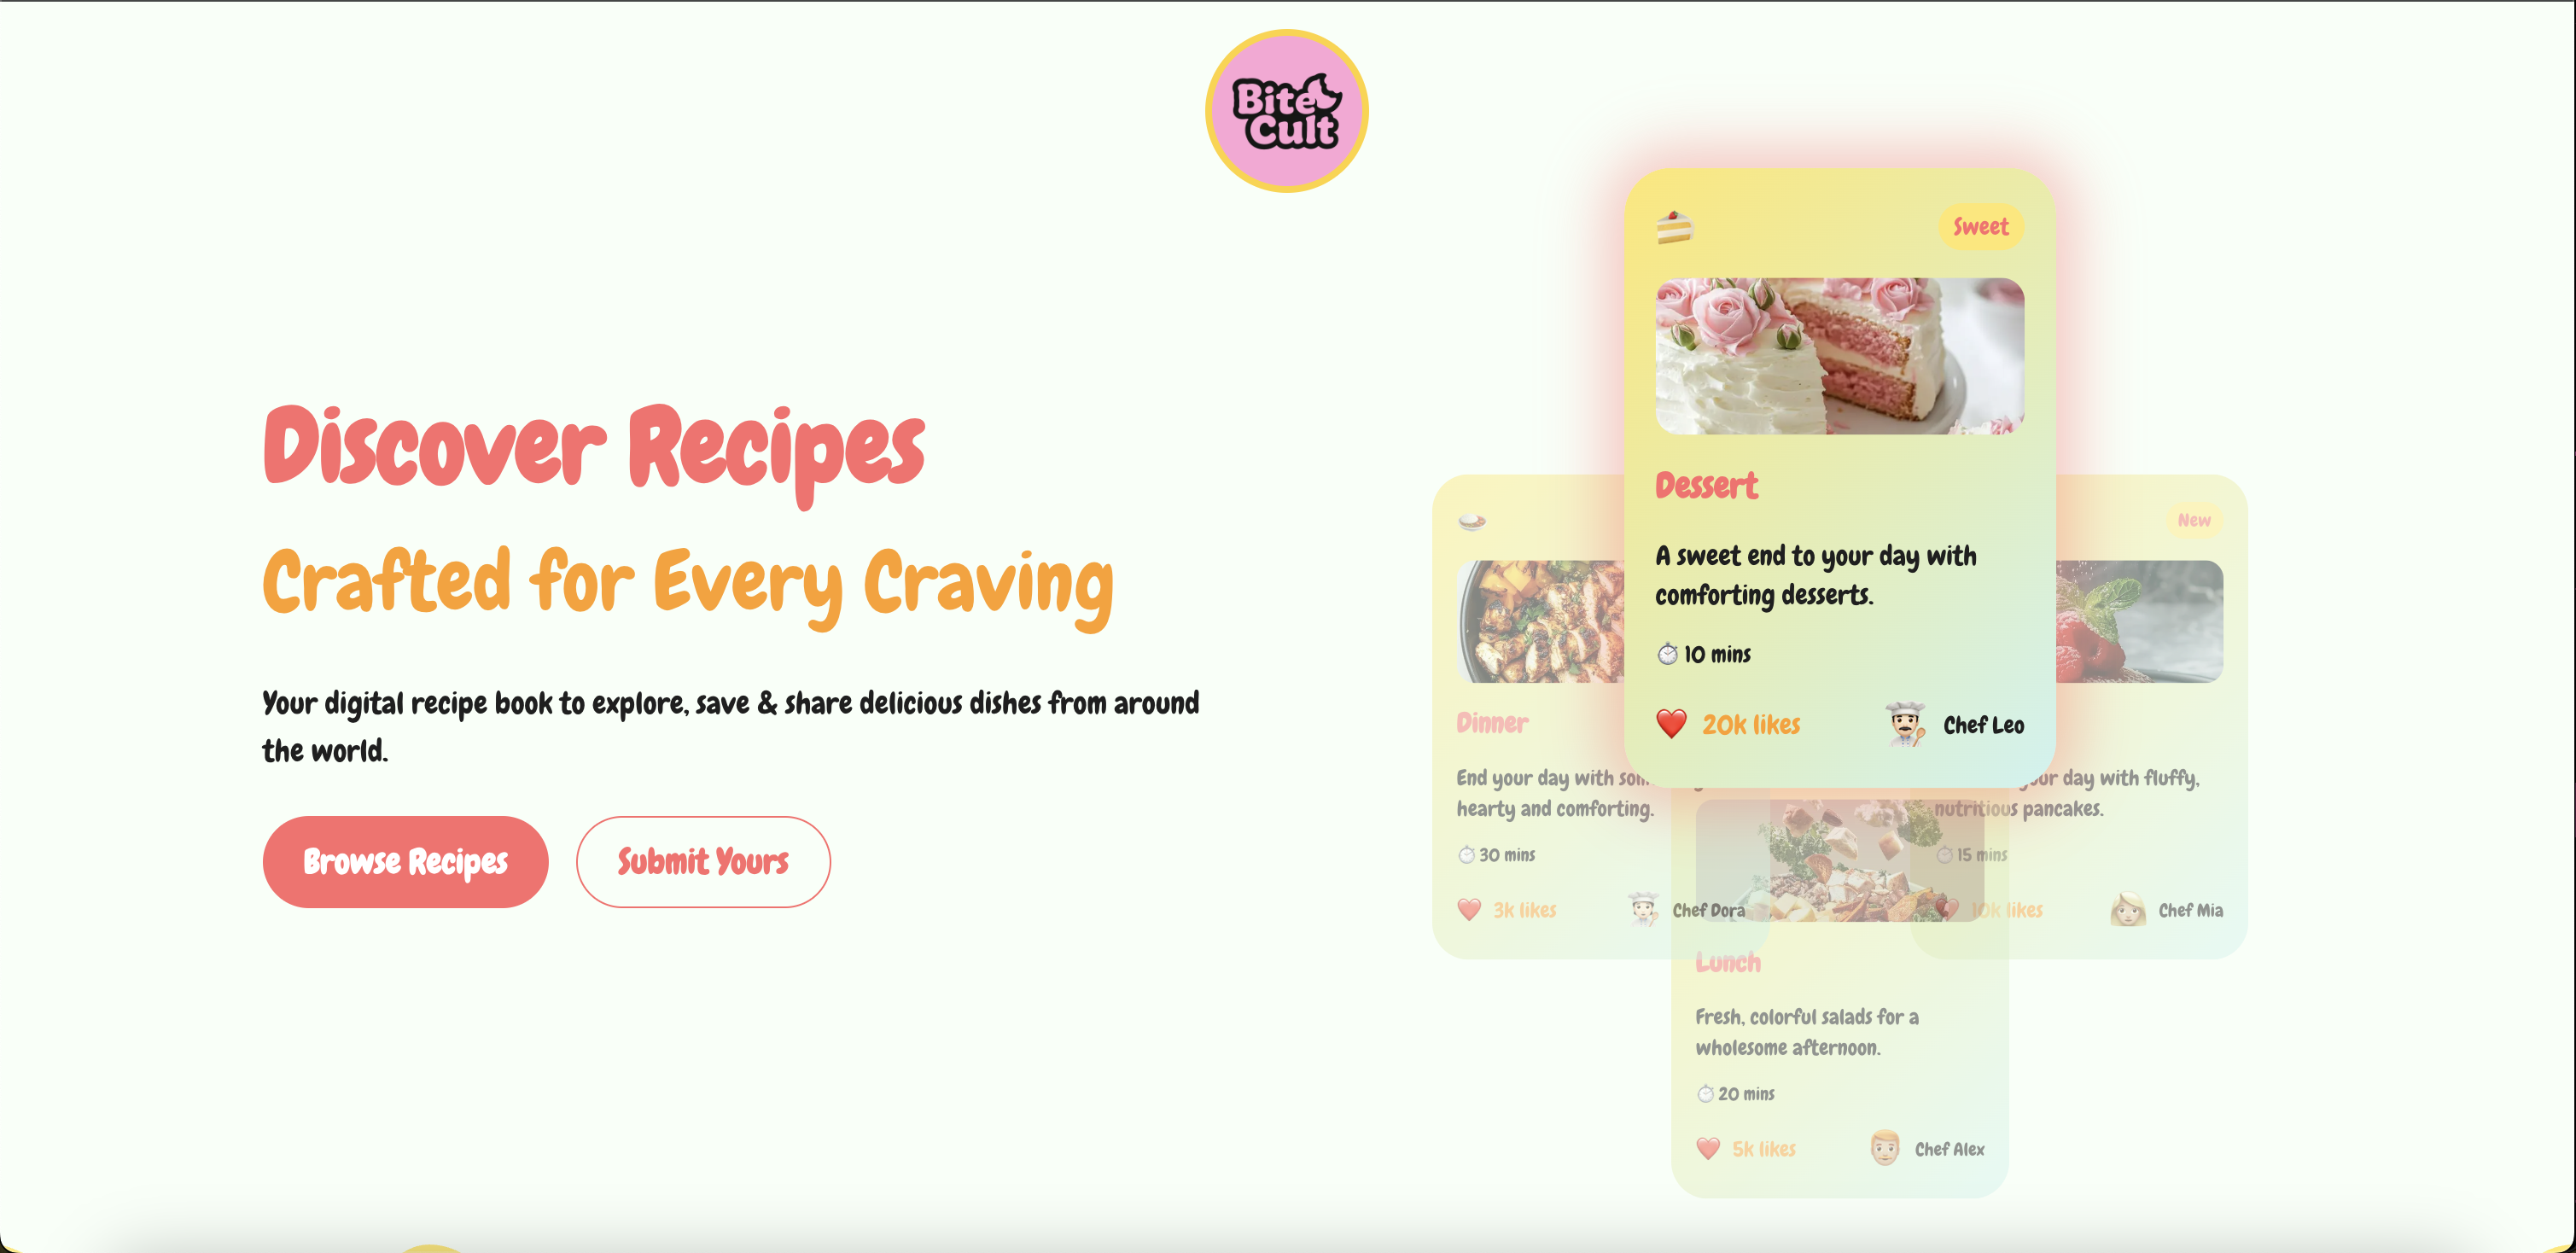 Bite
Cult
Discover Recipes
Crafted for Every Craving
Your digital recipe book to explore, save & share delicious dishes from around
the world.
Browse Recipes
Submit Yours
Sweet
Dessert
A sweet end to your day with
comforting desserts.
10 mins
20k likes
Chef Leo
Dinner
End your day with
hearty and comforting.
30 mins
3k likes
Chef Dora
New
day with fluffy,
nutritious pancakes.
15 mins
10k likes
Chef Mia
Lunch
Fresh, colorful salads for a
wholesome afternoon.
20 mins
5k likes
Chef Alex